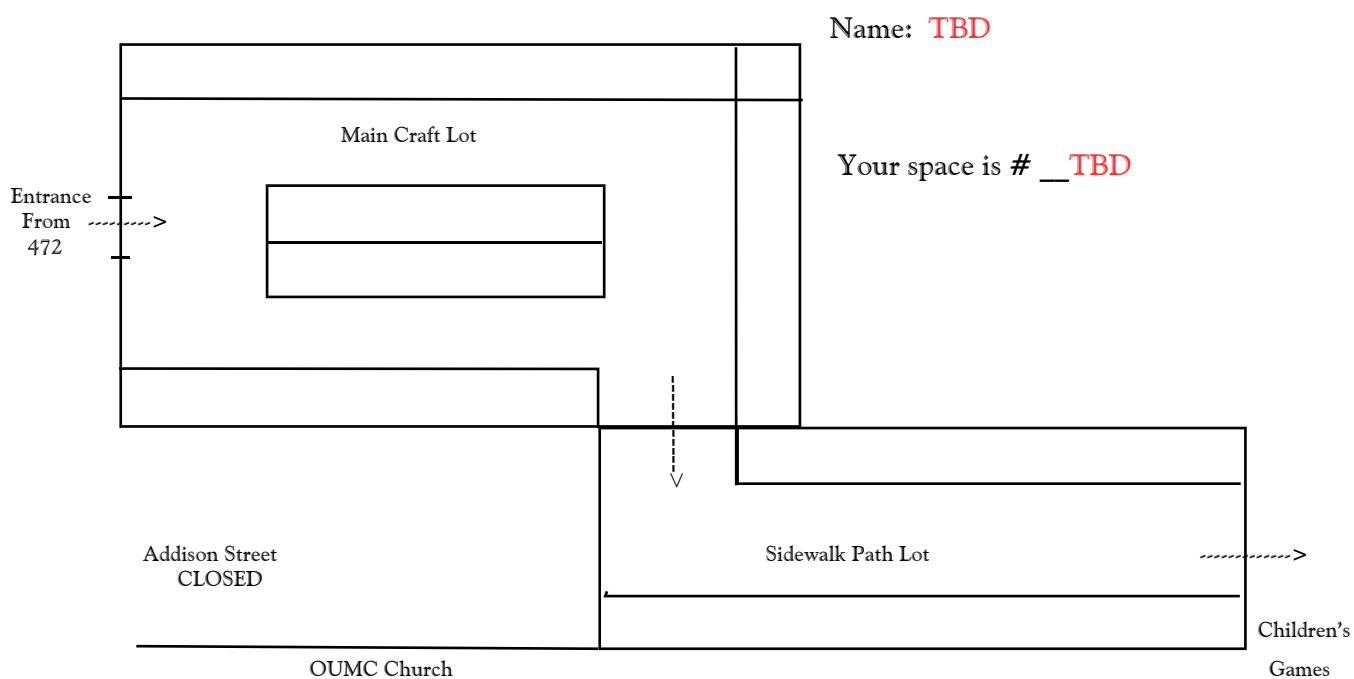 Name: TBD
Main Craft Lot
Your space is # __TBD
Entrance
From
472
Addison Street
CLOSED
Sidewalk Path Lot
Children's
Games
OUMC Church